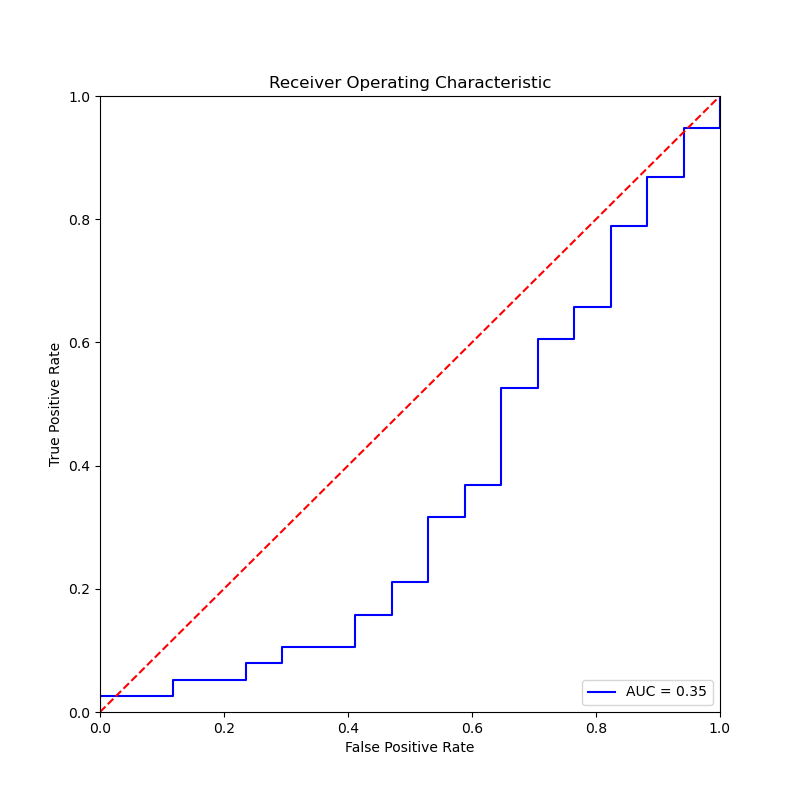 Receiver Operating Characteristic
True Positive Rate
1.0
0.8
0.6
0.4
0.2
0.0
AUC = 0.35
0.0 0.2 0.4 0.6 0.8 1.0
False Positive Rate